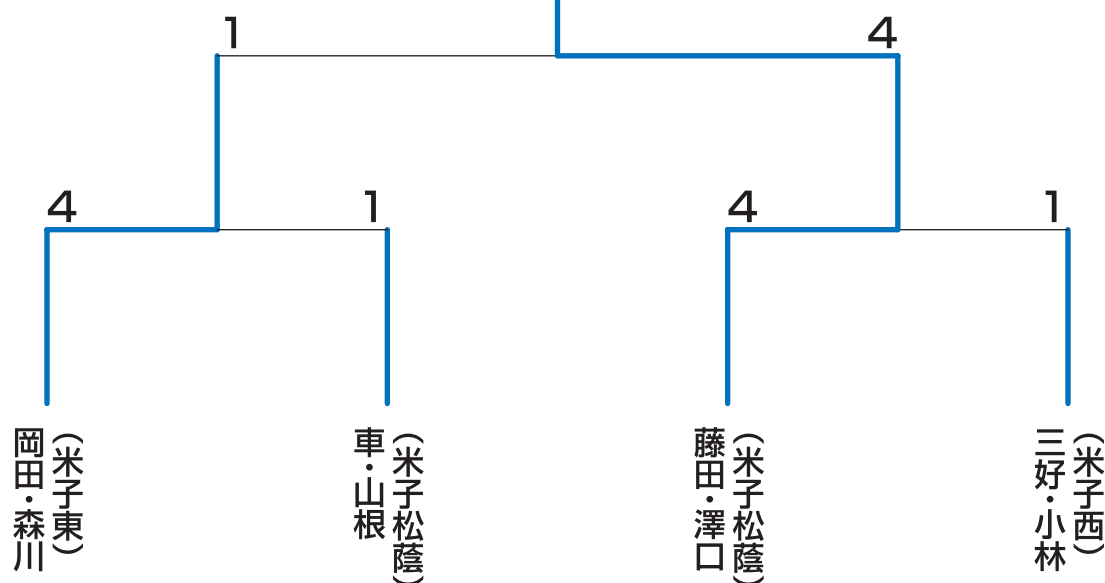 1
4
4
1
4
1
岡田・森川
（米子東）
車・山根
（米子松蔭）
藤田・澤口
（米子松蔭）
三好・小林
（米子西）